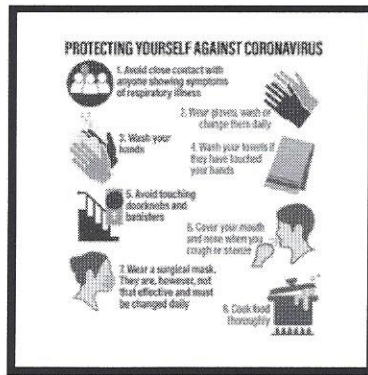 PROTECTING YOURSELF AGAINST CORONAVIRUS
1. Avoid close contact with
anyone showing symptoms
of respiratory illness
2. Wear gloves, wash or
change them daily
3. Wash your
hands
4. Wash your towels if
they have touched
your hands
5. Avoid touching
doorknobs and
banisters
6. Cover your mouth
and nose when you
cough or sneeze
7. Wear a surgical mask.
They are, however, not
that effective and must
be changed daily
8. Cook food
thoroughly